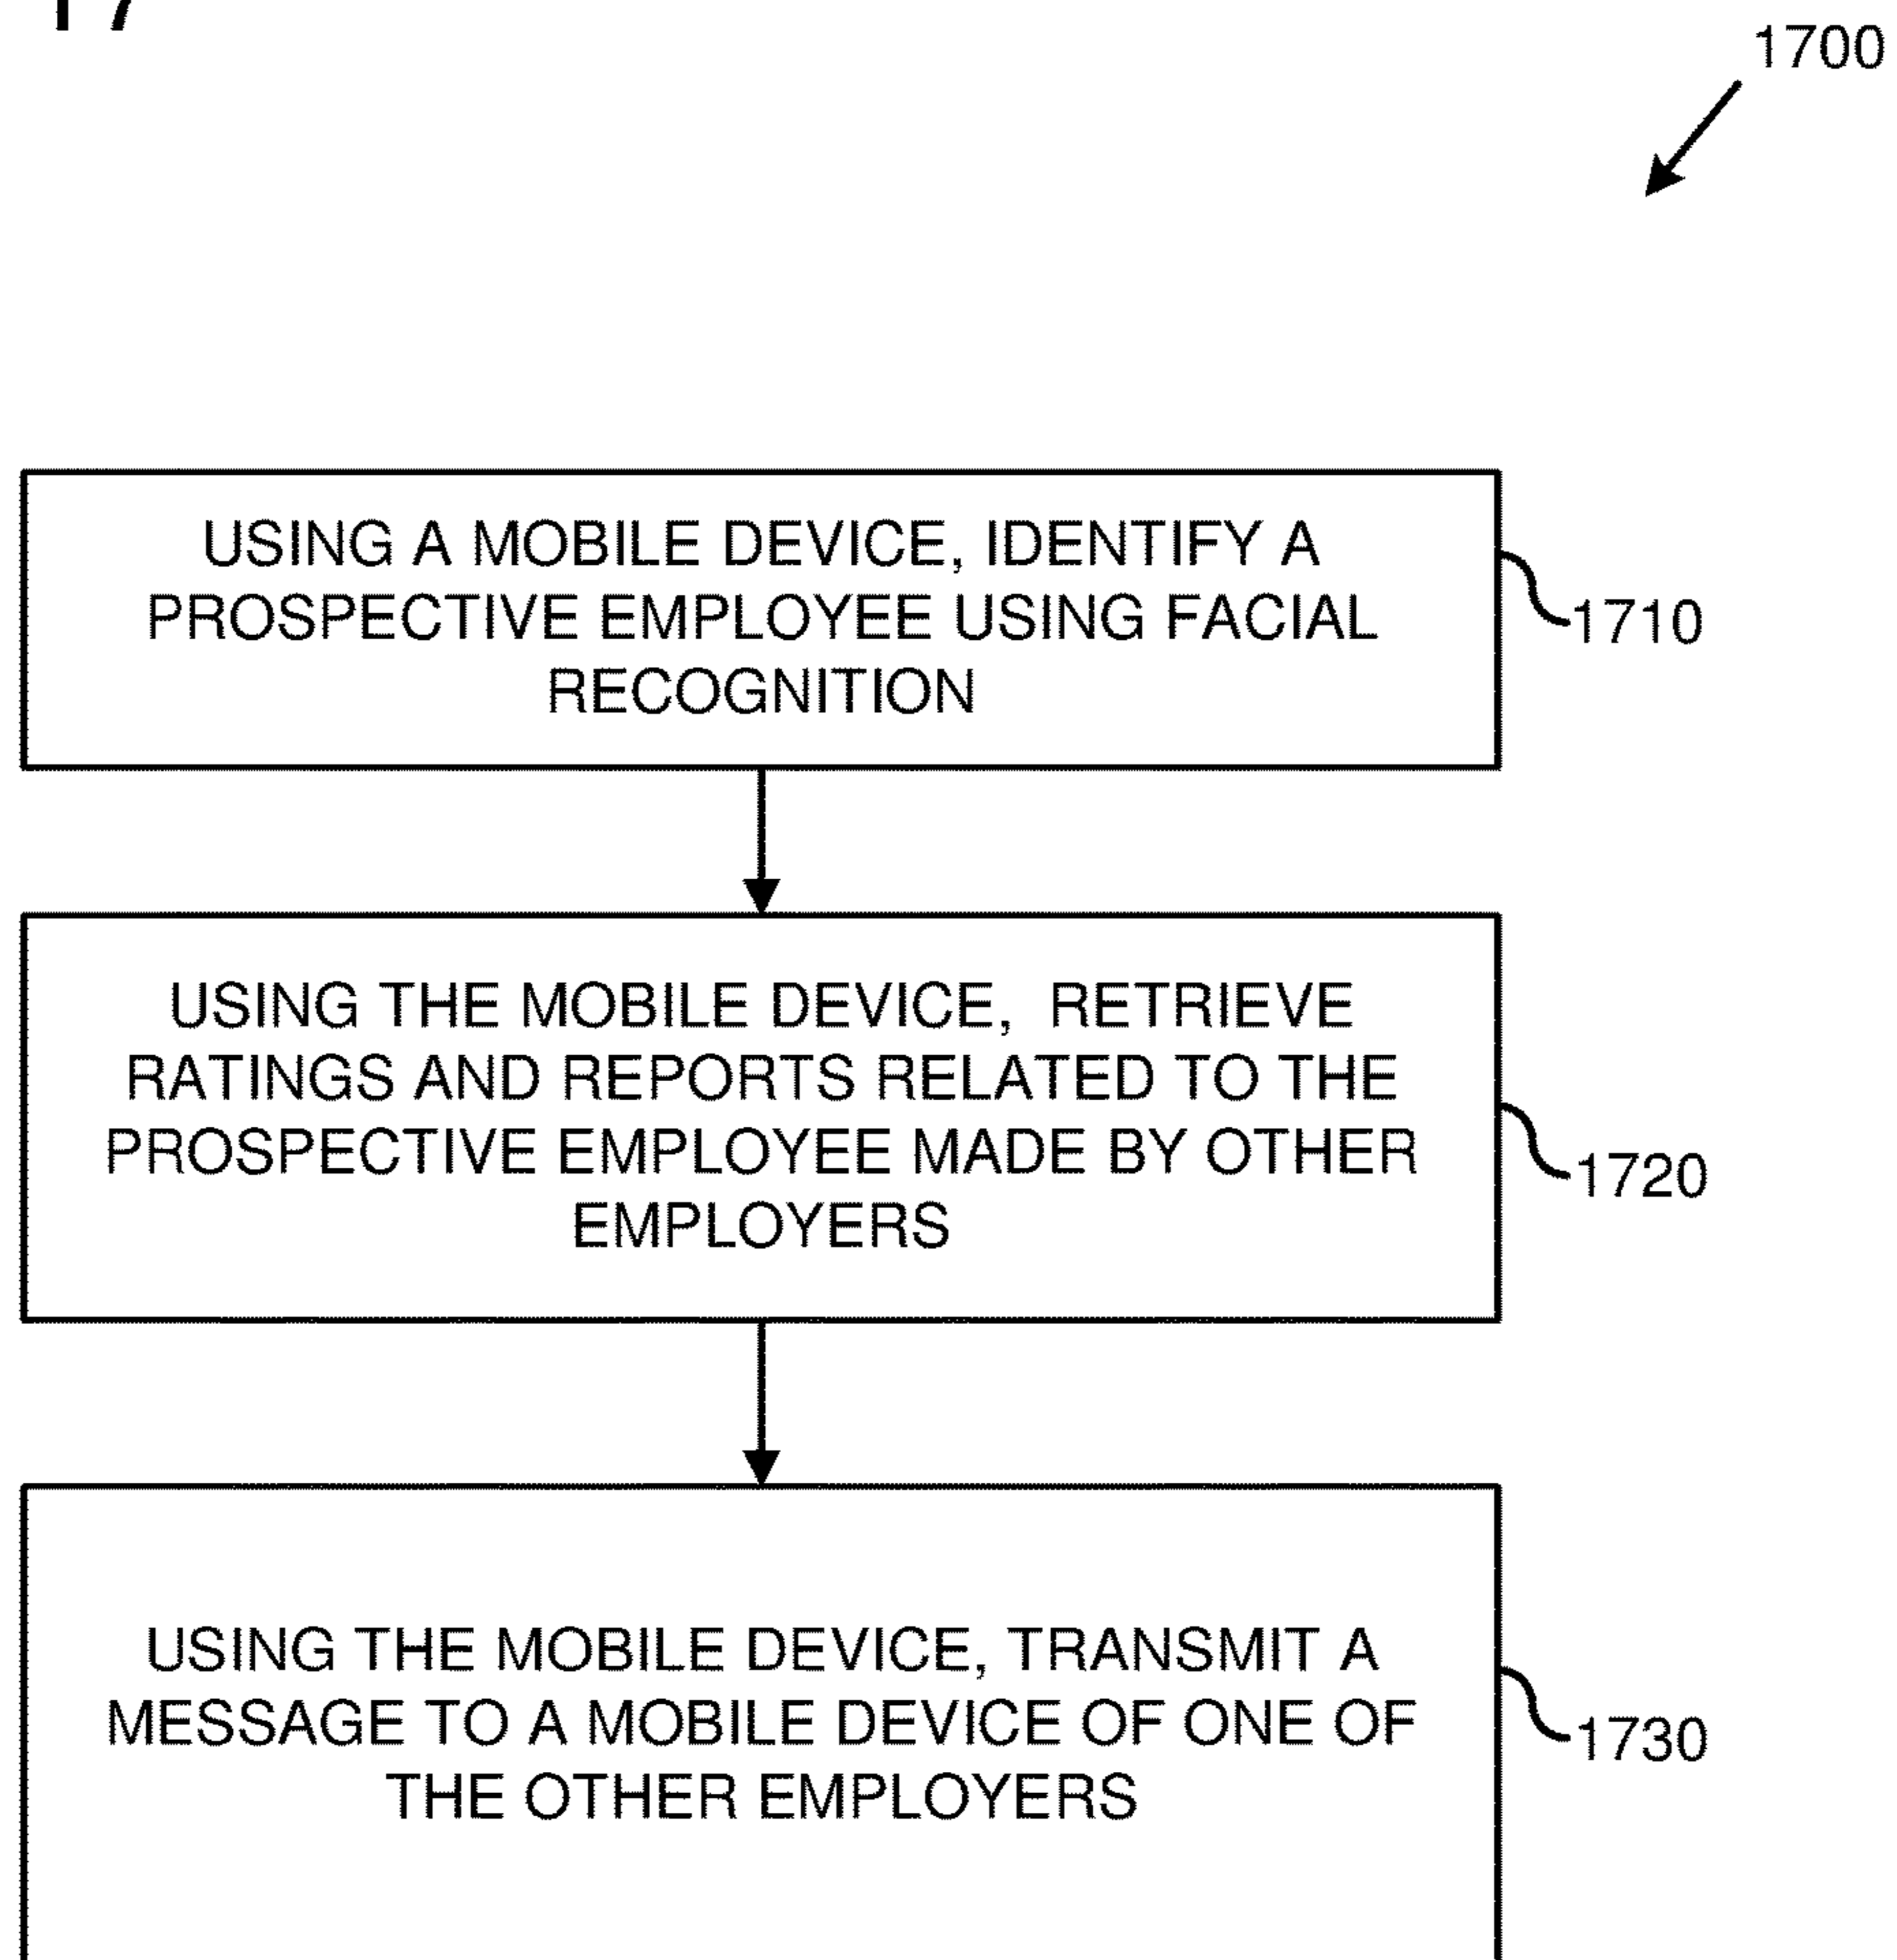 17
1700
USING A MOBILE DEVICE, IDENTIFY A
PROSPECTIVE EMPLOYEE USING FACIAL
RECOGNITION
1710
USING THE MOBILE DEVICE, RETRIEVE
RATINGS AND REPORTS RELATED TO THE
PROSPECTIVE EMPLOYEE MADE BY OTHER
EMPLOYERS
1720
USING THE MOBILE DEVICE, TRANSMIT A
MESSAGE TO A MOBILE DEVICE OF ONE OF
THE OTHER EMPLOYERS
1730